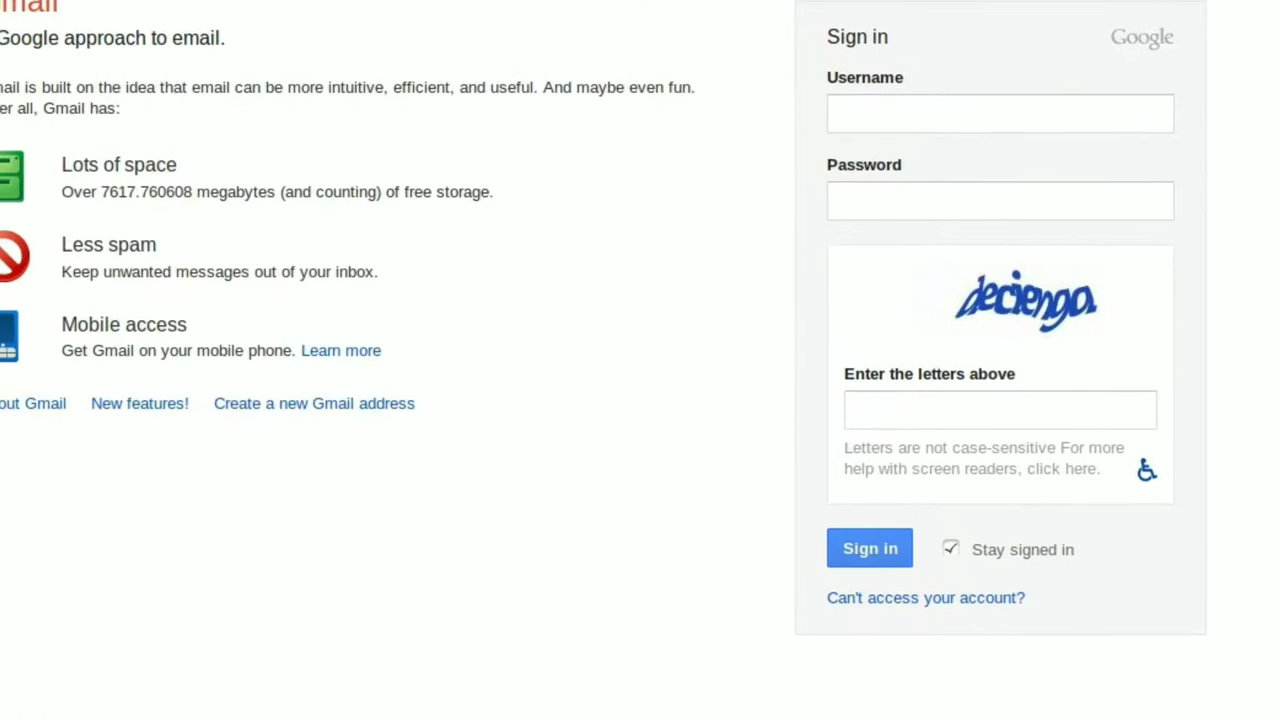 mail
Google approach to email.
mail is built on the idea that email can be more intuitive, efficient, and useful. And maybe even fun.
er all, Gmail has:
Lots of space
Over 7617.760608 megabytes (and counting) of free storage.
Less spam
Keep unwanted messages out of your inbox.
Mobile access
Get Gmail on your mobile phone. Learn more
out Gmail New features! Create a new Gmail address
Sign in Google
Username
Password
Enter the letters above
Letters are not case-sensitive For more
help with screen readers, click here.
Sign in Stay signed in
Can't access your account?